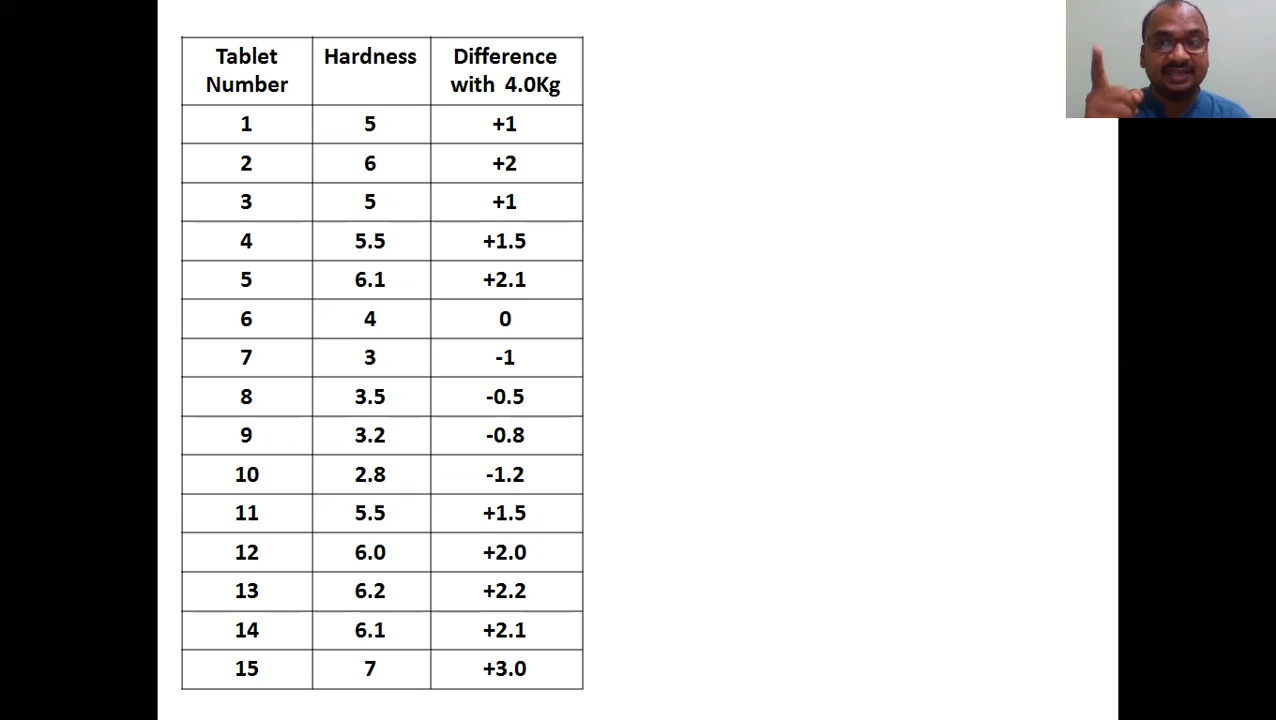 Tablet Number Hardness Difference with 4.0Kg
1 5 +1
2 6 +2
3 5 +1
4 5.5 +1.5
5 6.1 +2.1
6 4 0
7 3 -1
8 3.5 -0.5
9 3.2 -0.8
10 2.8 -1.2
11 5.5 +1.5
12 6.0 +2.0
13 6.2 +2.2
14 6.1 +2.1
15 7 +3.0